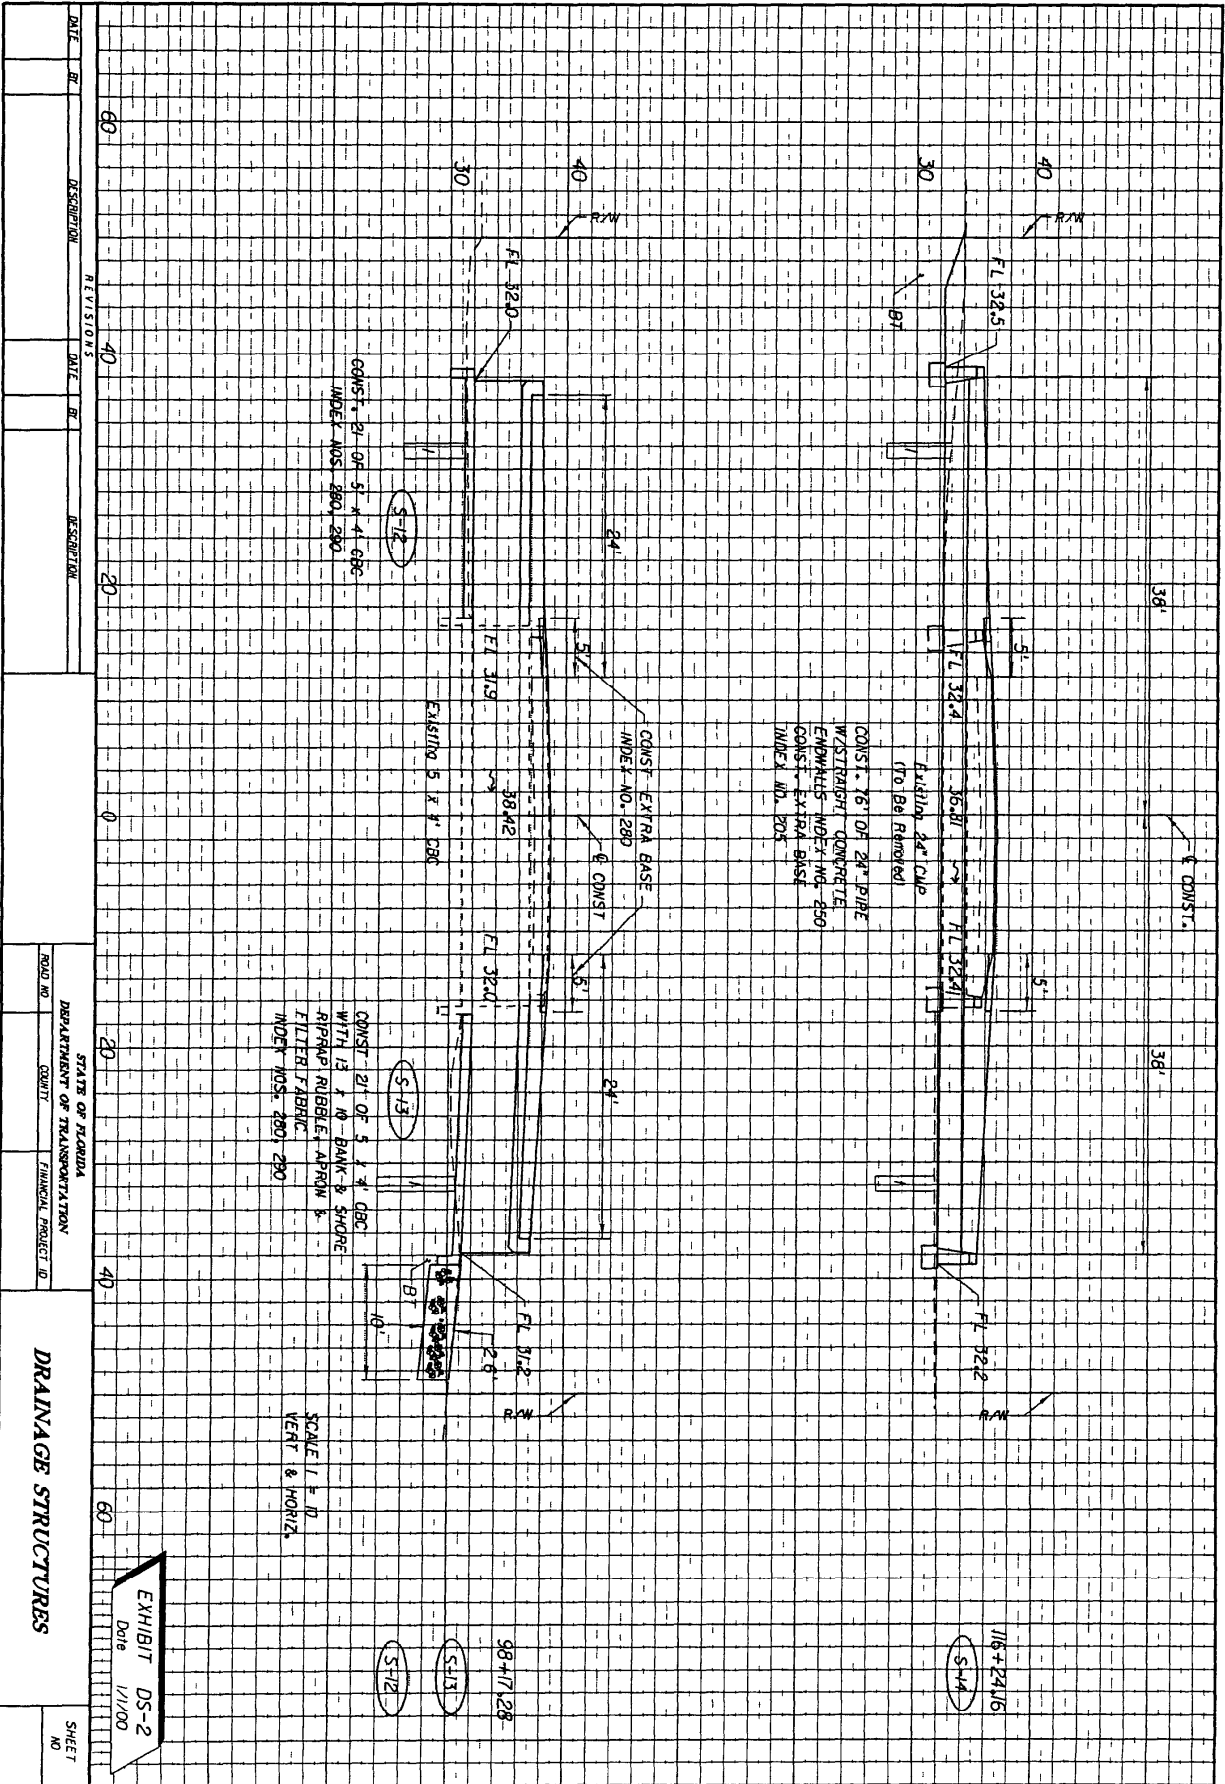 ₵ CONST.
38'
38'
40
R/W
5'
5'
FL 32.5
FL 32.4
36.81
FL 32.41
FL 32.2
R/W
30
BT
Existing 24" CMP
(To Be Removed)
CONST. 76' OF 24" PIPE
W/STRAIGHT CONCRETE
ENDWALLS INDEX NO. 250
CONST. EXTRA BASE
INDEX NO. 205
116+24.16
S-14
CONST EXTRA BASE
INDEX NO. 280
₵ CONST
24'
24'
40
R/W
5'
5'
FL 32.0
FL 31.9
38.42
FL 32.0
FL 31.2
2.6'
R/W
30
Existing 5 x 4' CBC
BT
10'
S-12
CONST. 21' OF 5' x 4' CBC
INDEX NOS. 280, 290
S-13
CONST 21' OF 5 x 4' CBC
WITH 13 x 10 BANK & SHORE
RIPRAP RUBBLE, APRON &
FILTER FABRIC
INDEX NOS. 280, 290
SCALE 1 = 10
VERT & HORIZ.
98+17.28
S-13
S-12
60
40
20
0
20
40
60
EXHIBIT DS-2
Date 1/1/00
REVISIONS
DATE BY DESCRIPTION DATE BY DESCRIPTION
STATE OF FLORIDA
DEPARTMENT OF TRANSPORTATION
ROAD NO COUNTY FINANCIAL PROJECT ID
DRAINAGE STRUCTURES
SHEET
NO